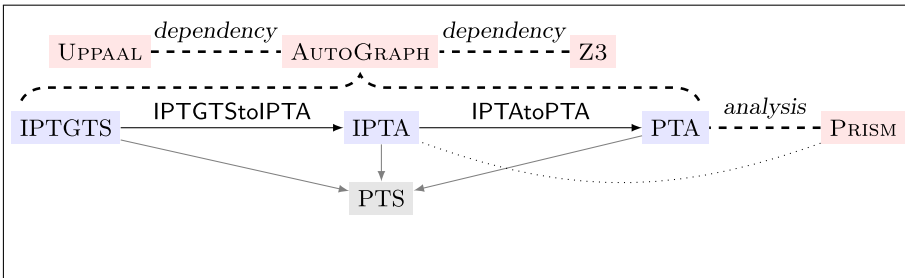 dependency dependency
UPPAAL AUTOGRAPH Z3
IPTGTStoIPTA IPTAtoPTA analysis
IPTGTS IPTA PTA PRISM
PTS